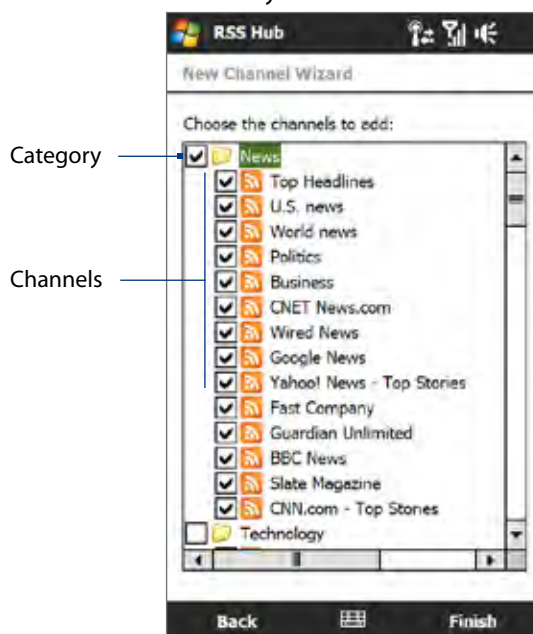 RSS Hub
New Channel Wizard
Choose the channels to add:
Category
News
Top Headlines
U.S. news
World news
Politics
Channels
Business
CNET News.com
Wired News
Google News
Yahoo! News - Top Stories
Fast Company
Guardian Unlimited
BBC News
Slate Magazine
CNN.com - Top Stories
Technology
Back
Finish